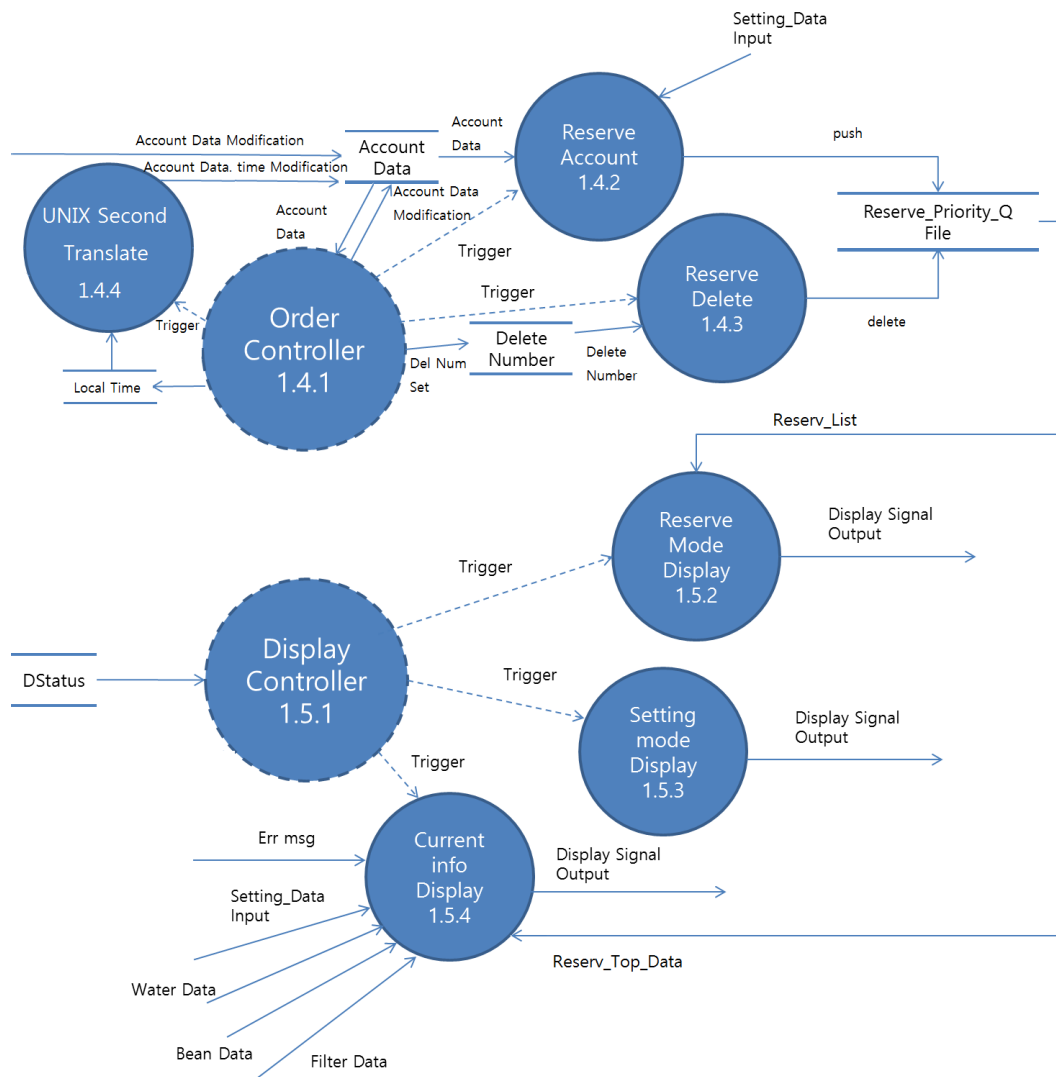 Setting_Data
Input
Account Data Modification
Account Data. time Modification
Account
Data
Account
Data
Reserve
Account
1.4.2
push
Account Data
Modification
Account
Data
UNIX Second
Translate
1.4.4
Reserve_Priority_Q
File
Trigger
Trigger
Reserve
Delete
1.4.3
Trigger
Order
Controller
1.4.1
delete
Delete
Number
Del Num
Set
Delete
Number
Local Time
Reserv_List
Reserve
Mode
Display
1.5.2
Display Signal
Output
Trigger
Display
Controller
1.5.1
DStatus
Trigger
Setting
mode
Display
1.5.3
Display Signal
Output
Trigger
Err msg
Current
info
Display
1.5.4
Display Signal
Output
Setting_Data
Input
Reserv_Top_Data
Water Data
Bean Data
Filter Data